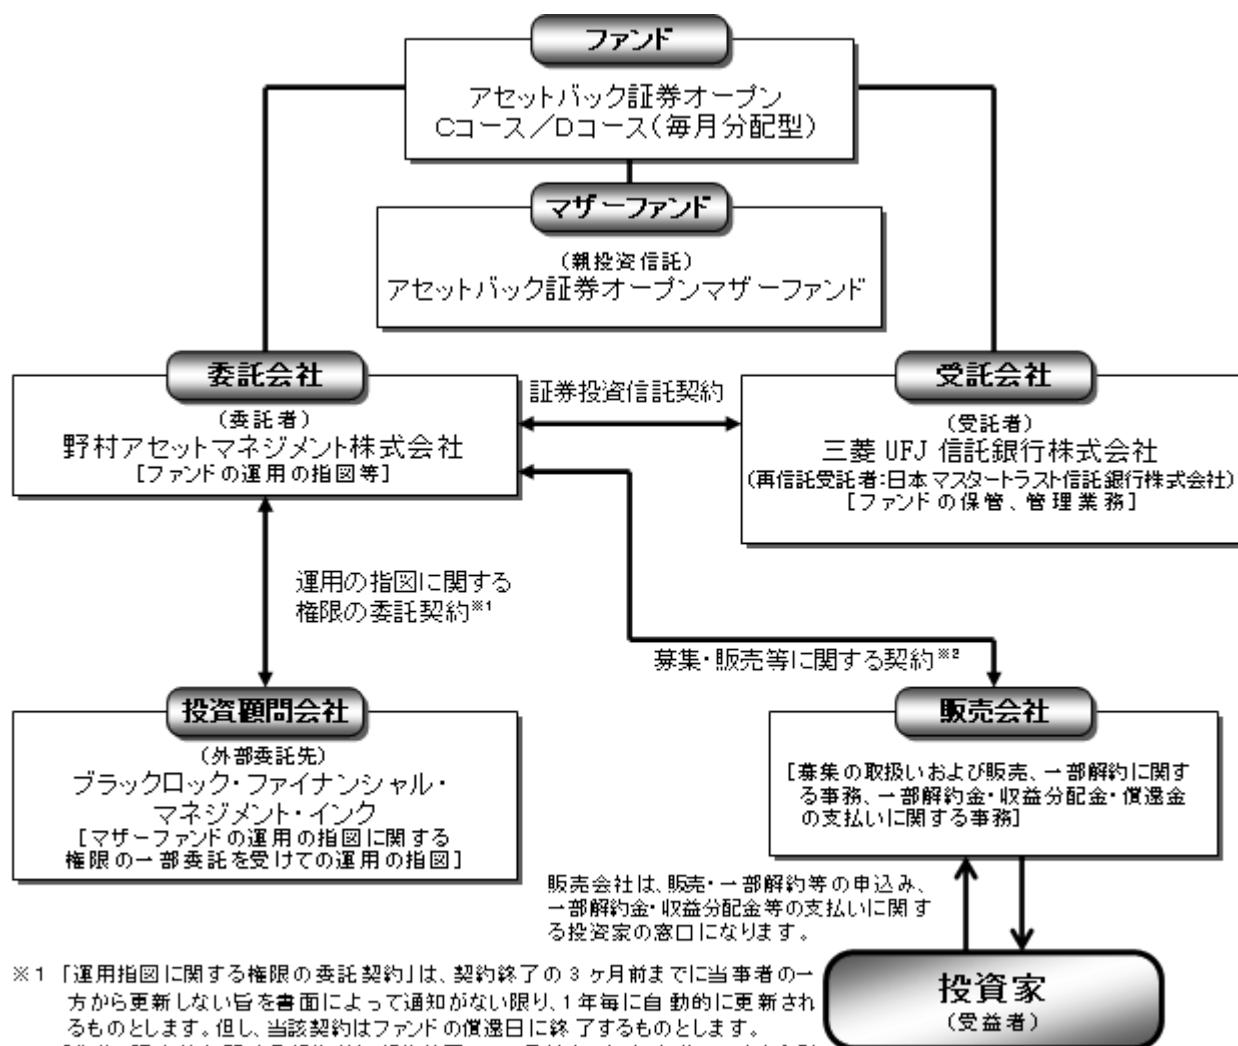 ファンド
アセットバック証券オープン
Cコース／Dコース（毎月分配型）
マザーファンド
（親投資信託）
アセットバック証券オープンマザーファンド
委託会社
（委託者）
野村アセットマネジメント株式会社
［ファンドの運用の指図等］
証券投資信託契約
受託会社
（受託者）
三菱 UFJ 信託銀行株式会社
（再信託受託者：日本マスタートラスト信託銀行株式会社）
［ファンドの保管、管理業務］
運用の指図に関する
権限の委託契約※1
募集・販売等に関する契約※2
投資顧問会社
（外部委託先）
ブラックロック・ファイナンシャル・
マネジメント・インク
［マザーファンドの運用の指図に関する
権限の一部委託を受けての運用の指図］
販売会社
［募集の取扱いおよび販売、一部解約に関す
る事務、一部解約金・収益分配金・償還金
の支払いに関する事務］
販売会社は、販売・一部解約等の申込み、
一部解約金・収益分配金等の支払いに関す
る投資家の窓口になります。
投資家
（受益者）
※1 「運用指図に関する権限の委託契約」は、契約終了の 3 ヶ月前までに当事者の一
方から更新しない旨を書面によって通知がない限り、1 年毎に自動的に更新され
るものとします。但し、当該契約はファンドの償還日に終了するものとします。